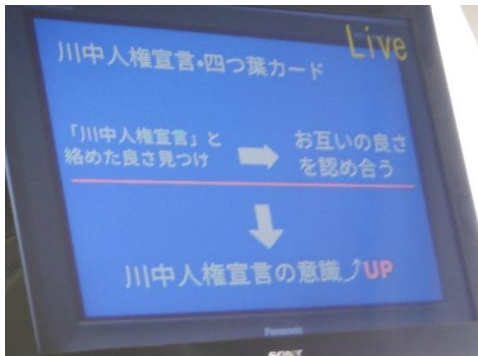 Live
川中人権宣言・四つ葉カード
「川中人権宣言」と
絡めた良さ見つけ
お互いの良さ
を認め合う
川中人権宣言の意識⤴UP
Panasonic
SONY